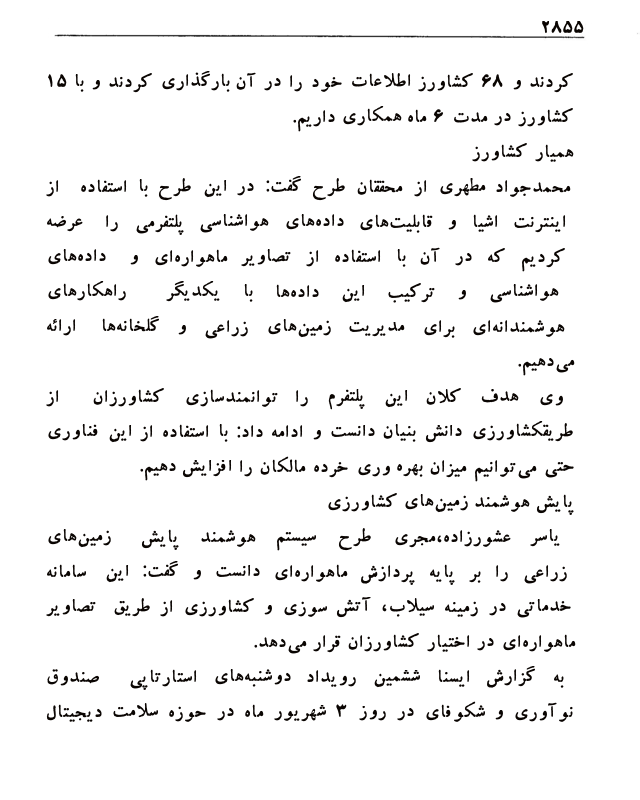 ۲۸۵۵
کردند و ۶۸ کشاورز اطلاعات خود را در آن بارگذاری کردند و با ۱۵
کشاورز در مدت ۶ ماه همکاری داریم.
همیار کشاورز
محمدجواد مطهری از محققان طرح گفت: در این طرح با استفاده از
اینترنت اشیا و قابلیت‌های داده‌های هواشناسی پلتفرمی را عرضه
کردیم که در آن با استفاده از تصاویر ماهواره‌ای و داده‌های
هواشناسی و ترکیب این داده‌ها با یکدیگر راهکارهای
هوشمندانه‌ای برای مدیریت زمین‌های زراعی و گلخانه‌ها ارائه
می‌دهیم.
وی هدف کلان این پلتفرم را توانمندسازی کشاورزان از
طریقکشاورزی دانش بنیان دانست و ادامه داد: با استفاده از این فناوری
حتی می‌توانیم میزان بهره وری خرده مالکان را افزایش دهیم.
پایش هوشمند زمین‌های کشاورزی
یاسر عشورزاده،مجری طرح سیستم هوشمند پایش زمین‌های
زراعی را بر پایه پردازش ماهواره‌ای دانست و گفت: این سامانه
خدماتی در زمینه سیلاب، آتش سوزی و کشاورزی از طریق تصاویر
ماهواره‌ای در اختیار کشاورزان قرار می‌دهد.
به گزارش ایسنا ششمین رویداد دوشنبه‌های استارتاپی صندوق
نوآوری و شکوفای در روز ۳ شهریور ماه در حوزه سلامت دیجیتال